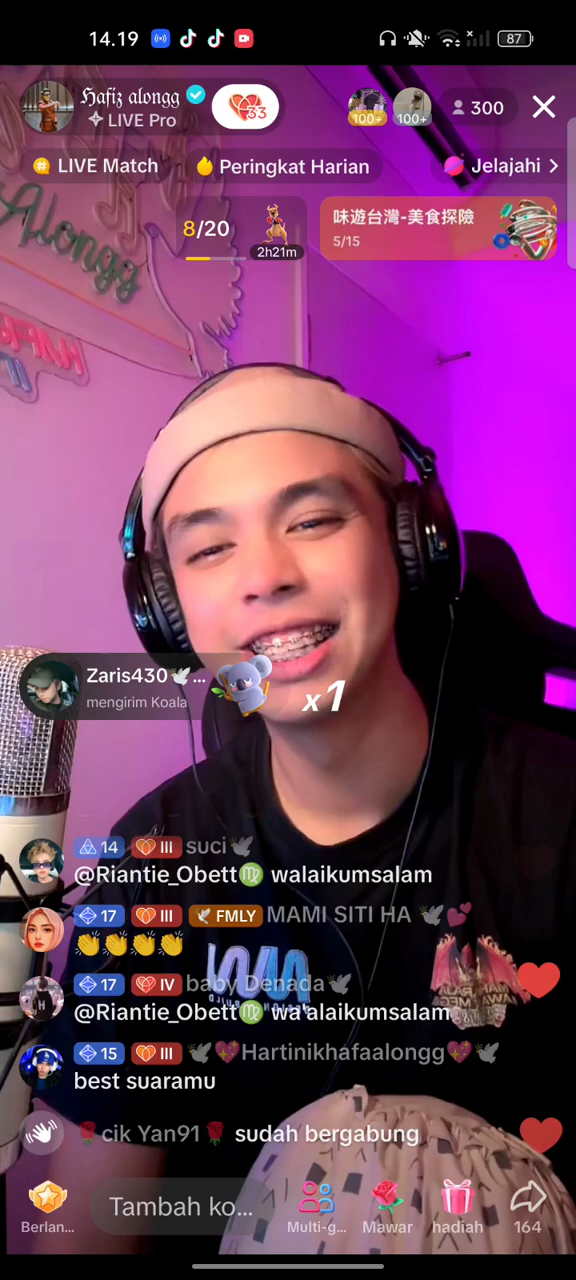 14.19
87
Hafiz alongg
LIVE Pro
33
100+
100+
300
LIVE Match
Peringkat Harian
Jelajahi
Alongg
8/20
2h21m
味遊台灣-美食探險
5/15
Zaris430🕊...
mengirim Koala
x1
14 III suci🕊
@Riantie_Obett♍ walaikumsalam
17 III FMLY MAMI SITI HA 🕊💕
👏👏👏👏
17 IV baby Denada🕊
@Riantie_Obett♍ wa'alaikumsalam
15 III 🕊💖Hartinikhafaalongg💖🕊
best suaramu
🌹cik Yan91🌹 sudah bergabung
Berlan...
Tambah ko...
Multi-g...
Mawar
hadiah
164